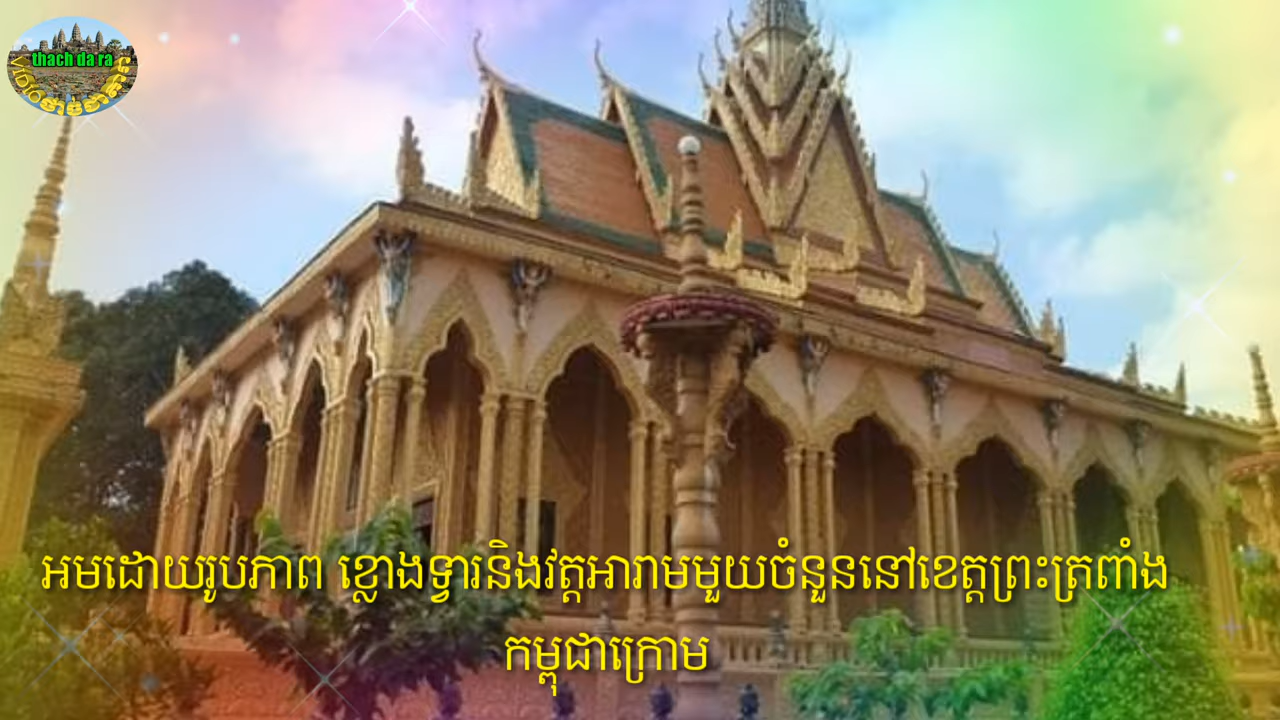 thach da ra
អមដោយរូបភាព ខ្លោងទ្វារនិងវត្តអារាមមួយចំនួននៅខេត្តព្រះត្រពាំង
កម្ពុជាក្រោម